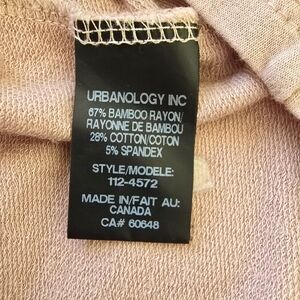 URBANOLOGY INC
67% BAMBOO RAYON/
RAYONNE DE BAMBOU
28% COTTON/COTON
5% SPANDEX
STYLE/MODELE:
112-4572
MADE IN/FAIT AU:
CANADA
CA# 60648